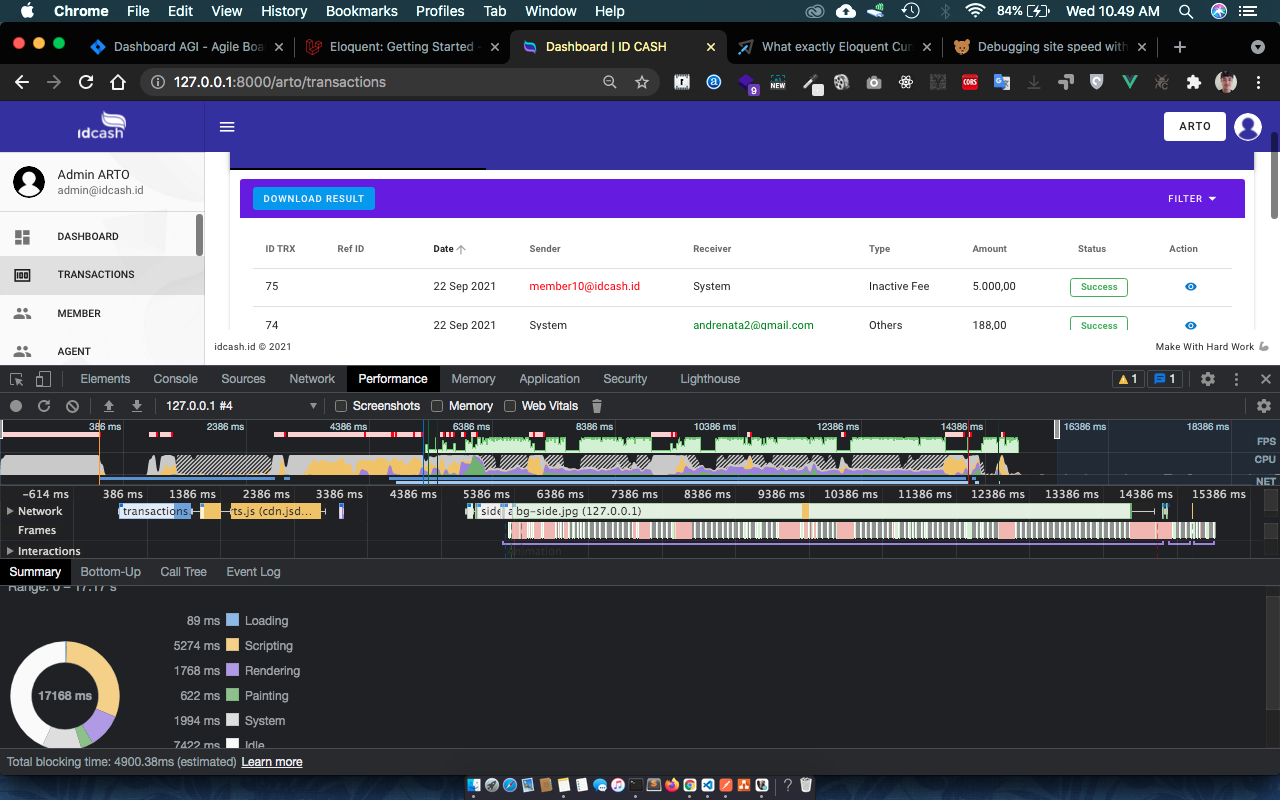 Chrome File Edit View History Bookmarks Profiles Tab Window Help 84% Wed 10.49 AM
Dashboard AGI - Agile Boa Eloquent: Getting Started - Dashboard | ID CASH What exactly Eloquent Cur Debugging site speed with
127.0.0.1:8000/arto/transactions 9 NEW CORS
idcash ARTO
Admin ARTO
admin@idcash.id
DOWNLOAD RESULT FILTER
DASHBOARD
TRANSACTIONS
MEMBER
AGENT
ID TRX Ref ID Date Sender Receiver Type Amount Status Action
75 22 Sep 2021 member10@idcash.id System Inactive Fee 5.000,00 Success
74 22 Sep 2021 System andrenata2@gmail.com Others 188,00 Success
idcash.id © 2021 Make With Hard Work
Elements Console Sources Network Performance Memory Application Security Lighthouse 1 1
127.0.0.1 #4 Screenshots Memory Web Vitals
386 ms 2386 ms 4386 ms 6386 ms 8386 ms 10386 ms 12386 ms 14386 ms 16386 ms 18386 ms
FPS
CPU
NET
-614 ms 386 ms 1386 ms 2386 ms 3386 ms 4386 ms 5386 ms 6386 ms 7386 ms 8386 ms 9386 ms 10386 ms 11386 ms 12386 ms 13386 ms 14386 ms 15386 ms
Network transactions rts.js (cdn.jsd... side a bg-side.jpg (127.0.0.1)
Frames
Interactions Animation
Summary Bottom-Up Call Tree Event Log
Range: 0 – 17.17 s
89 ms Loading
5274 ms Scripting
1768 ms Rendering
17168 ms
622 ms Painting
1994 ms System
7422 ms Idle
Total blocking time: 4900.38ms (estimated) Learn more